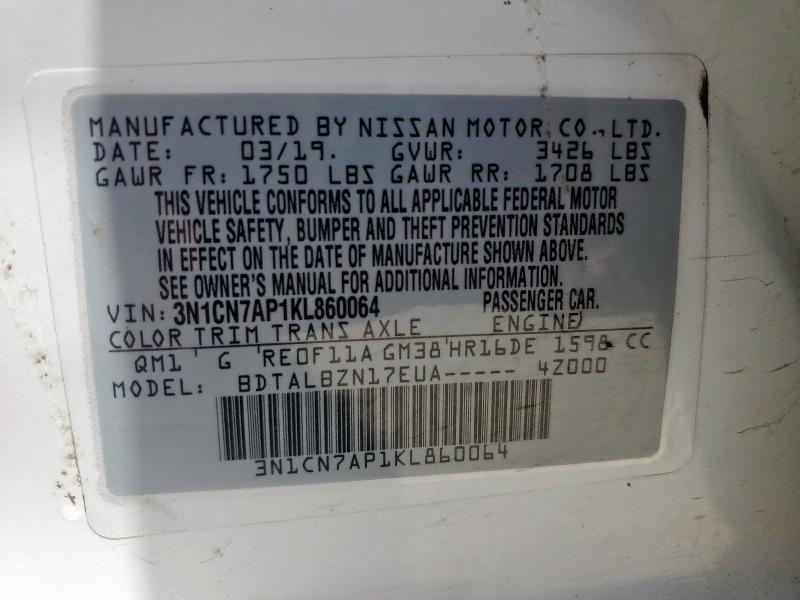 MANUFACTURED BY NISSAN MOTOR CO., LTD.
DATE: 03/19. GVWR: 3426 LBS
GAWR FR: 1750 LBS GAWR RR: 1708 LBS
THIS VEHICLE CONFORMS TO ALL APPLICABLE FEDERAL MOTOR
VEHICLE SAFETY, BUMPER AND THEFT PREVENTION STANDARDS
IN EFFECT ON THE DATE OF MANUFACTURE SHOWN ABOVE.
SEE OWNER'S MANUAL FOR ADDITIONAL INFORMATION.
VIN: 3N1CN7AP1KL860064 PASSENGER CAR.
COLOR TRIM TRANS AXLE ENGINE
QM1 G RE0F11A GM38 HR16DE 1598 CC
MODEL: BDTALBZN17EUA----- 4Z000
3N1CN7AP1KL860064